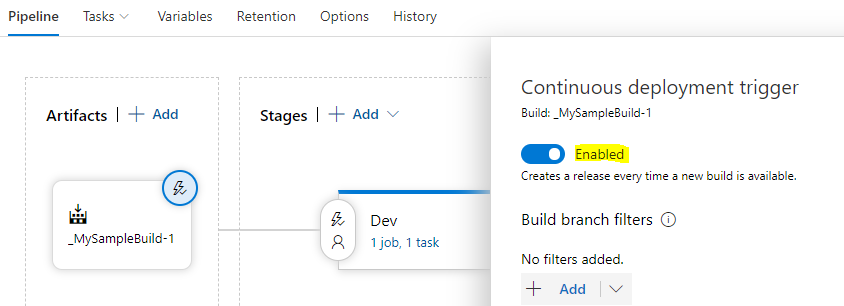 Pipeline Tasks Variables Retention Options History
Artifacts | + Add
Stages | + Add
_MySampleBuild-1
Dev
1 job, 1 task
Continuous deployment trigger
Build: _MySampleBuild-1
Enabled
Creates a release every time a new build is available.
Build branch filters
No filters added.
+ Add